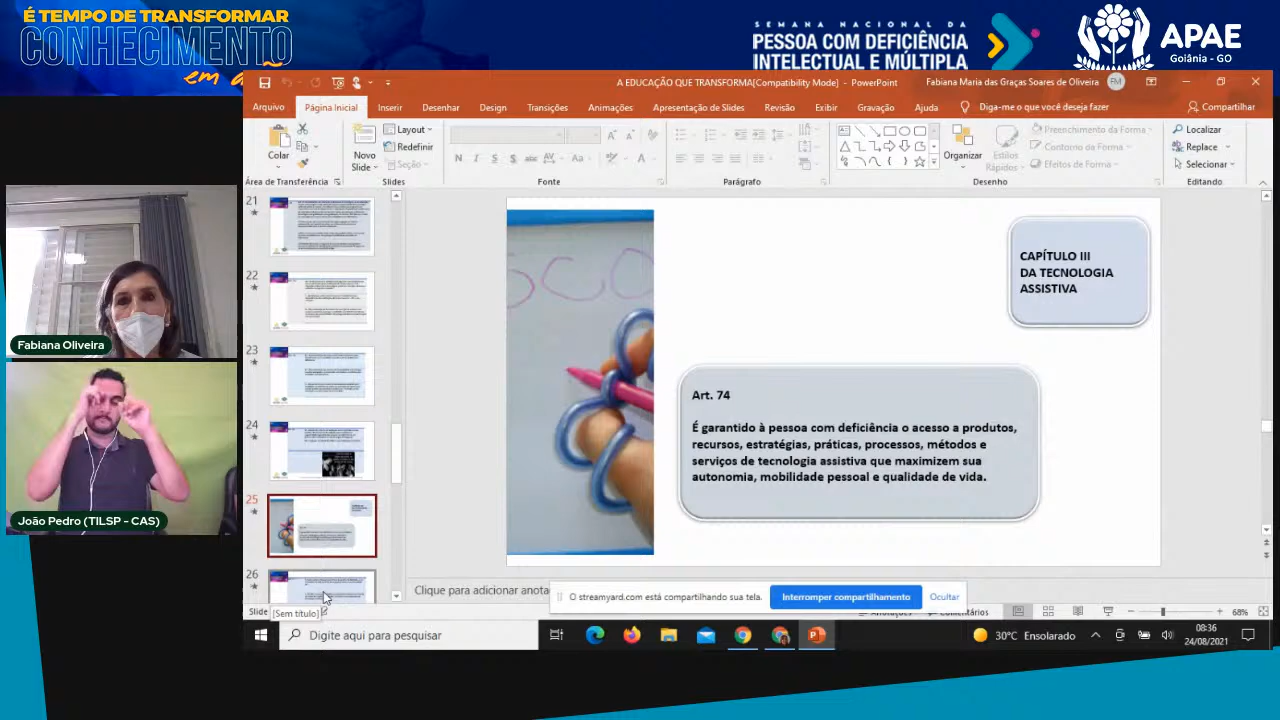 É TEMPO DE TRANSFORMAR
CONHECIMENTO
em a
SEMANA NACIONAL DA
PESSOA COM DEFICIÊNCIA
INTELECTUAL E MÚLTIPLA
APAE
Goiânia - GO
A EDUCAÇÃO QUE TRANSFORMA[Compatibility Mode] - PowerPoint
Fabiana Maria das Graças Soares de Oliveira
FM
Arquivo
Página Inicial
Inserir
Desenhar
Design
Transições
Animações
Apresentação de Slides
Revisão
Exibir
Gravação
Ajuda
Diga-me o que você deseja fazer
Compartilhar
Colar
Novo
Slide
Layout
Redefinir
Seção
N I S S abc AV Aa A
Organizar
Estilos
Rápidos
Preenchimento da Forma
Contorno da Forma
Efeitos de Forma
Localizar
Replace
Selecionar
Área de Transferência
Slides
Fonte
Parágrafo
Desenho
Editando
21
22
23
24
25
26
CAPÍTULO III
DA TECNOLOGIA
ASSISTIVA
Art. 74
É garantido à pessoa com deficiência o acesso a produtos,
recursos, estratégias, práticas, processos, métodos e
serviços de tecnologia assistiva que maximizem sua
autonomia, mobilidade pessoal e qualidade de vida.
Fabiana Oliveira
João Pedro (TILSP - CAS)
Clique para adicionar anota
O streamyard.com está compartilhando sua tela.
Interromper compartilhamento
Ocultar
Slide
[Sem título]
Anotações
Comentários
68%
Digite aqui para pesquisar
30°C Ensolarado
08:36
24/08/2021